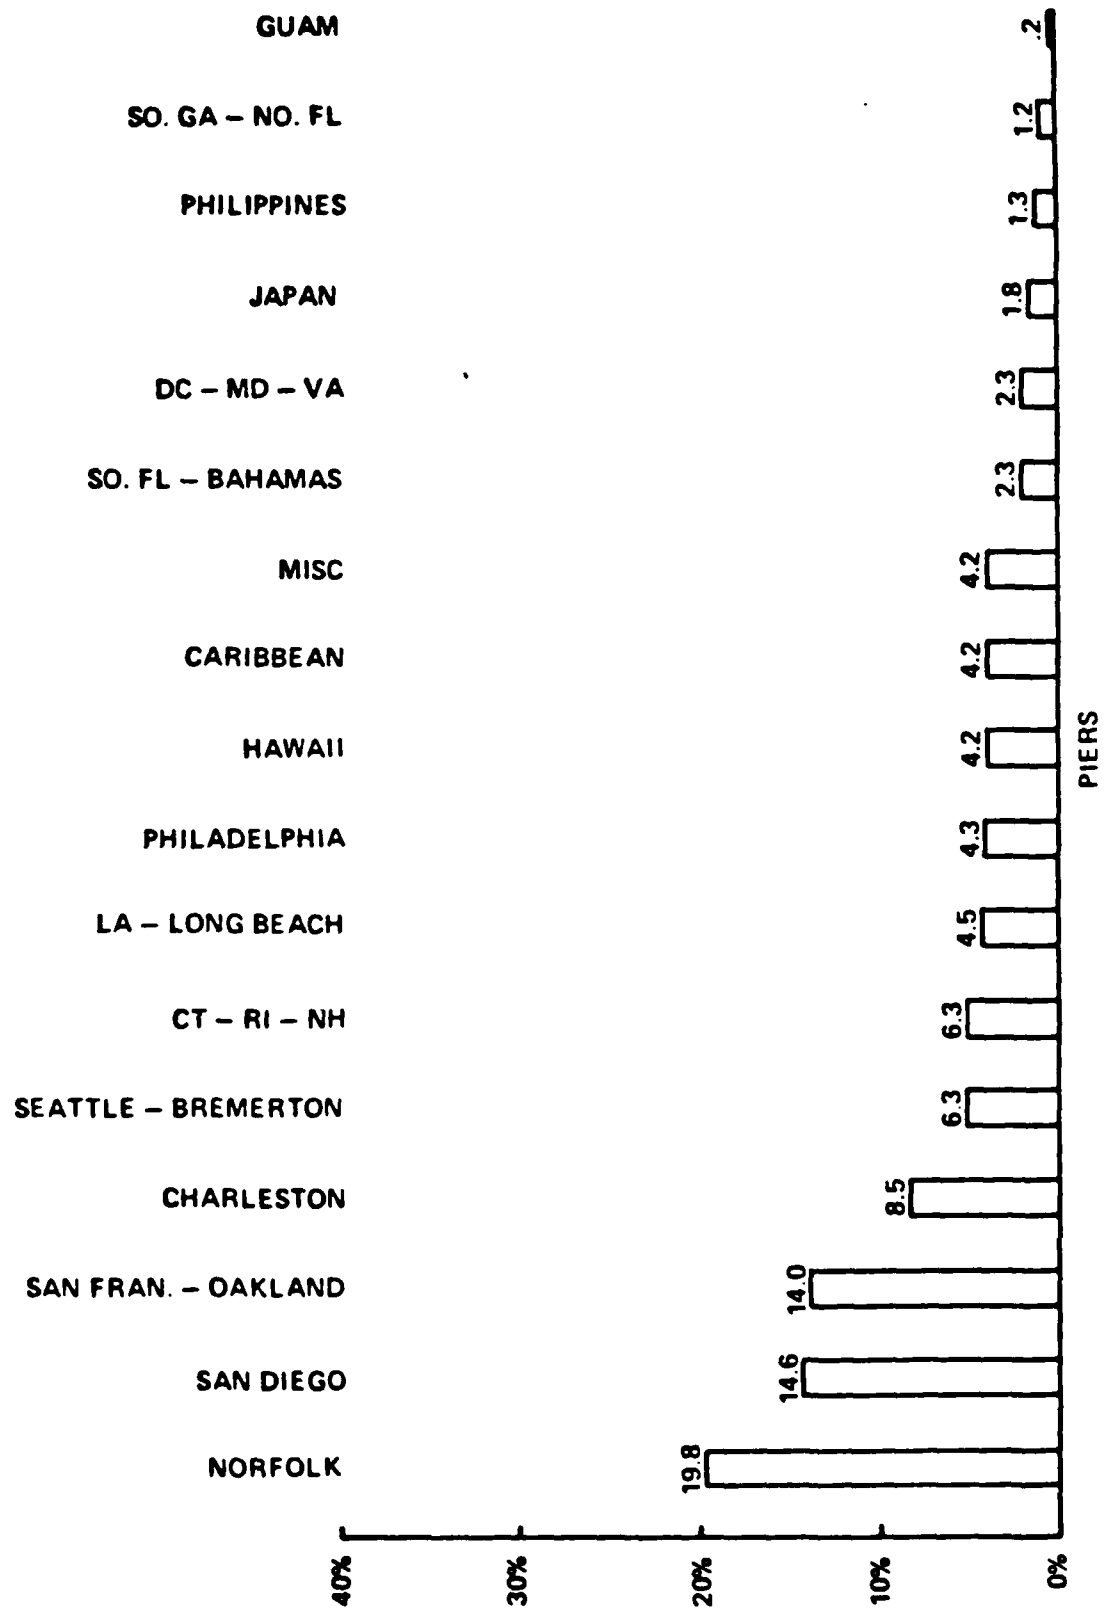 GUAM
.2
SO. GA – NO. FL
1.2
PHILIPPINES
1.3
JAPAN
1.8
DC – MD – VA
2.3
SO. FL – BAHAMAS
2.3
MISC
4.2
CARIBBEAN
4.2
HAWAII
4.2
PHILADELPHIA
4.3
LA – LONG BEACH
4.5
CT – RI – NH
6.3
SEATTLE – BREMERTON
6.3
CHARLESTON
8.5
SAN FRAN. – OAKLAND
14.0
SAN DIEGO
14.6
NORFOLK
19.8
40%
30%
20%
10%
0%
PIERS